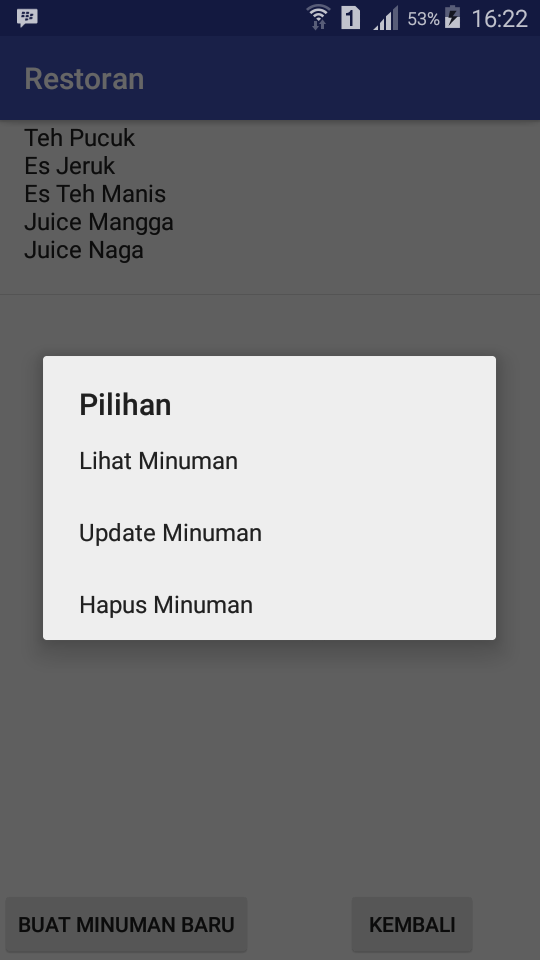 1 53% 16:22
Restoran
Teh Pucuk
Es Jeruk
Es Teh Manis
Juice Mangga
Juice Naga
Pilihan
Lihat Minuman
Update Minuman
Hapus Minuman
BUAT MINUMAN BARU KEMBALI